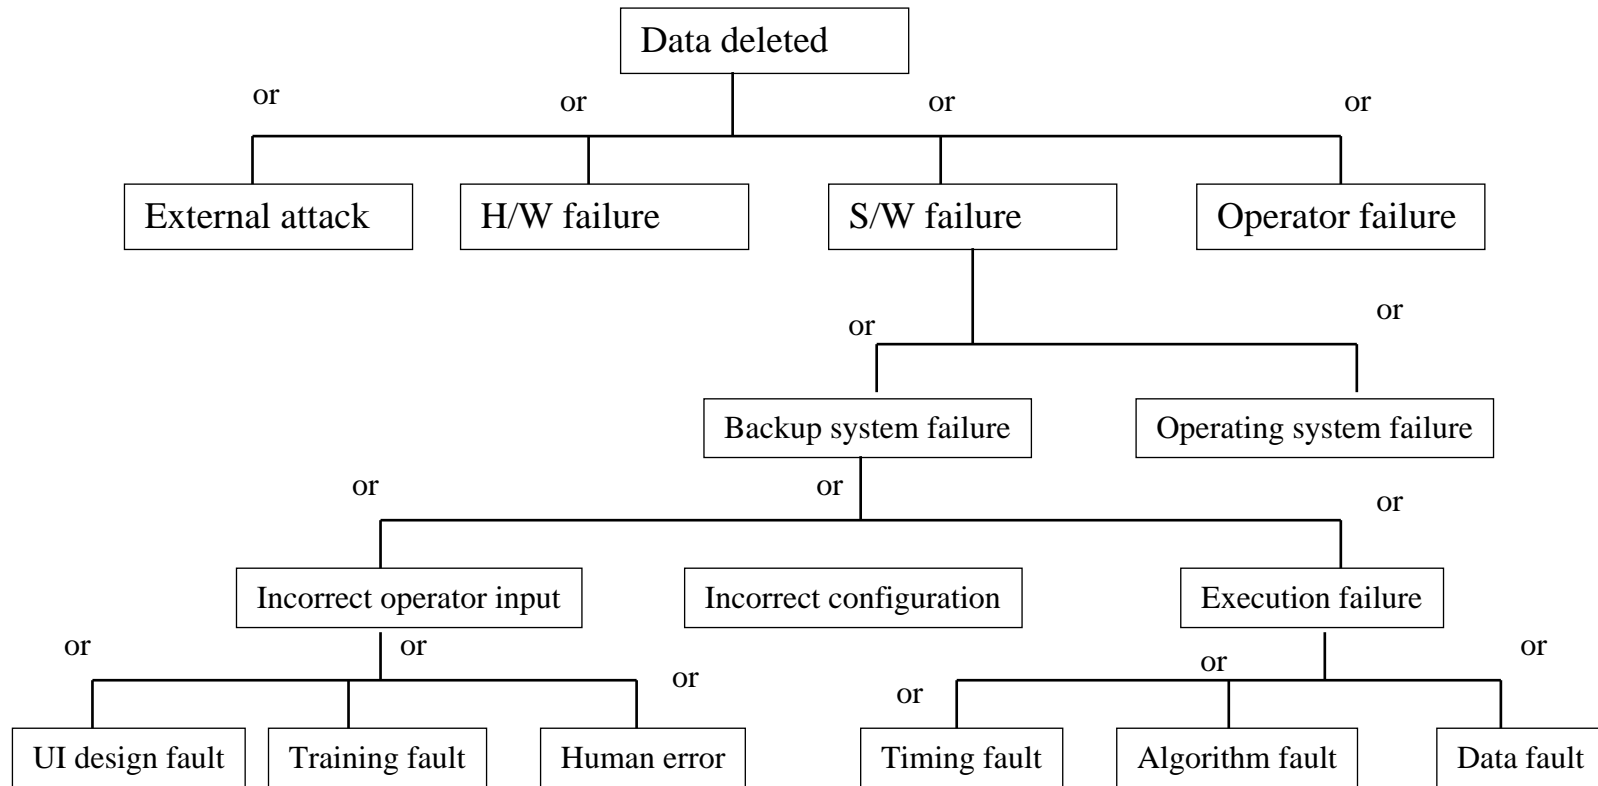 Data deleted
or
or
or
or
External attack
H/W failure
S/W failure
Operator failure
or
or
Backup system failure
Operating system failure
or
or
or
Incorrect operator input
Incorrect configuration
Execution failure
or
or
or
or
or
or
UI design fault
Training fault
Human error
Timing fault
Algorithm fault
Data fault